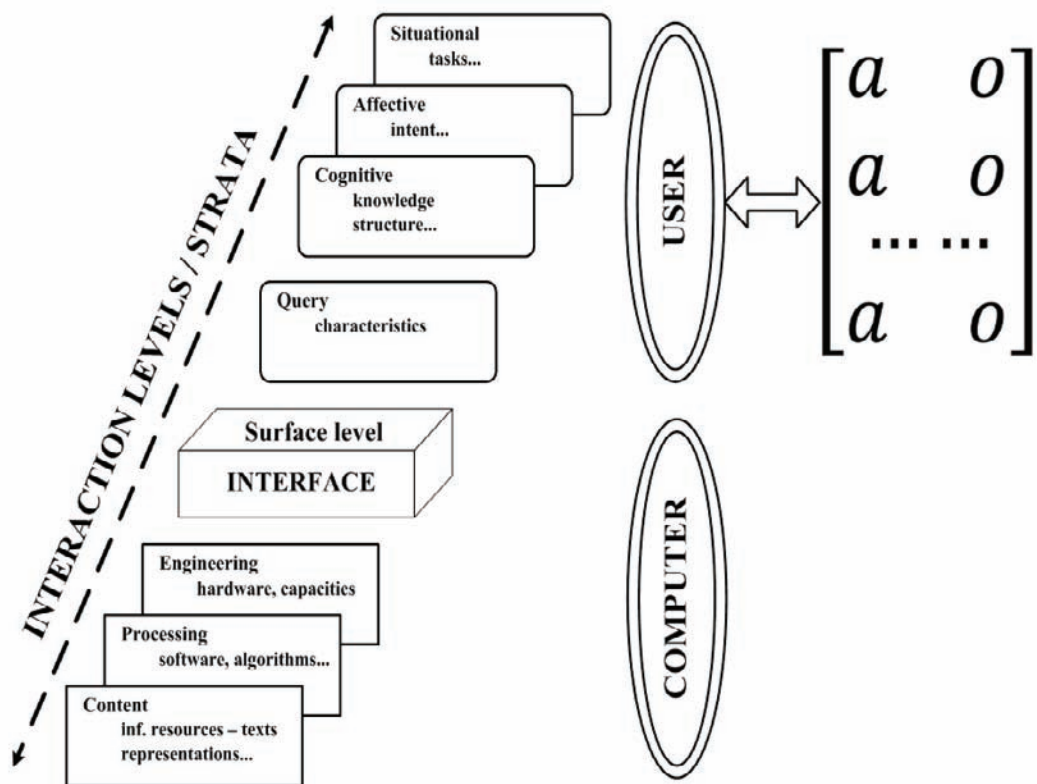 INTERACTION LEVELS / STRATA
Situational
tasks...
Affective
intent...
Cognitive
knowledge
structure...
Query
characteristics
Surface level
INTERFACE
Engineering
hardware, capacities
Processing
software, algorithms...
Content
inf. resources – texts
representations...
USER
COMPUTER
a o
a o
... ...
a o